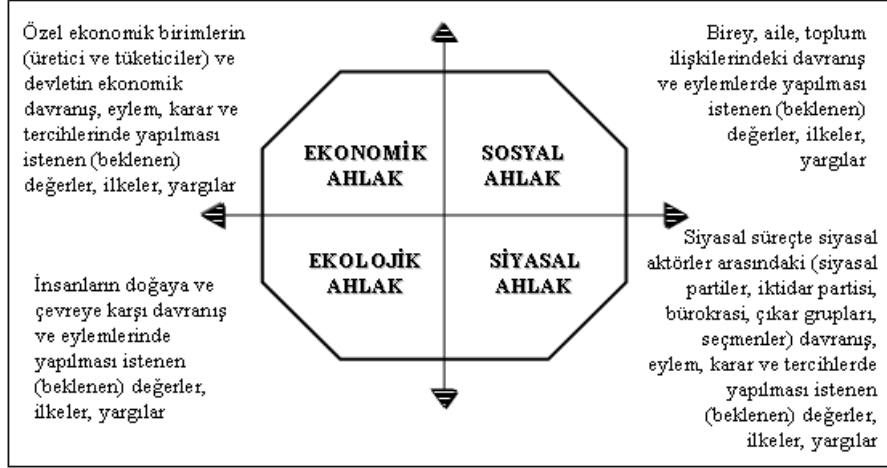 Özel ekonomik birimlerin
(üretici ve tüketiciler) ve
devletin ekonomik
davranış, eylem, karar ve
tercihlerinde yapılması
istenen (beklenen)
değerler, ilkeler, yargılar
Birey, aile, toplum
ilişkilerindeki davranış
ve eylemlerde yapılması
istenen (beklenen)
değerler, ilkeler,
yargılar
EKONOMİK
AHLAK
SOSYAL
AHLAK
EKOLOJİK
AHLAK
SİYASAL
AHLAK
İnsanların doğaya ve
çevreye karşı davranış
ve eylemlerinde
yapılması istenen
(beklenen) değerler,
ilkeler, yargılar
Siyasal süreçte siyasal
aktörler arasındaki (siyasal
partiler, iktidar partisi,
bürokrasi, çıkar grupları,
seçmenler) davranış,
eylem, karar ve tercihlerde
yapılması istenen
(beklenen) değerler,
ilkeler, yargılar